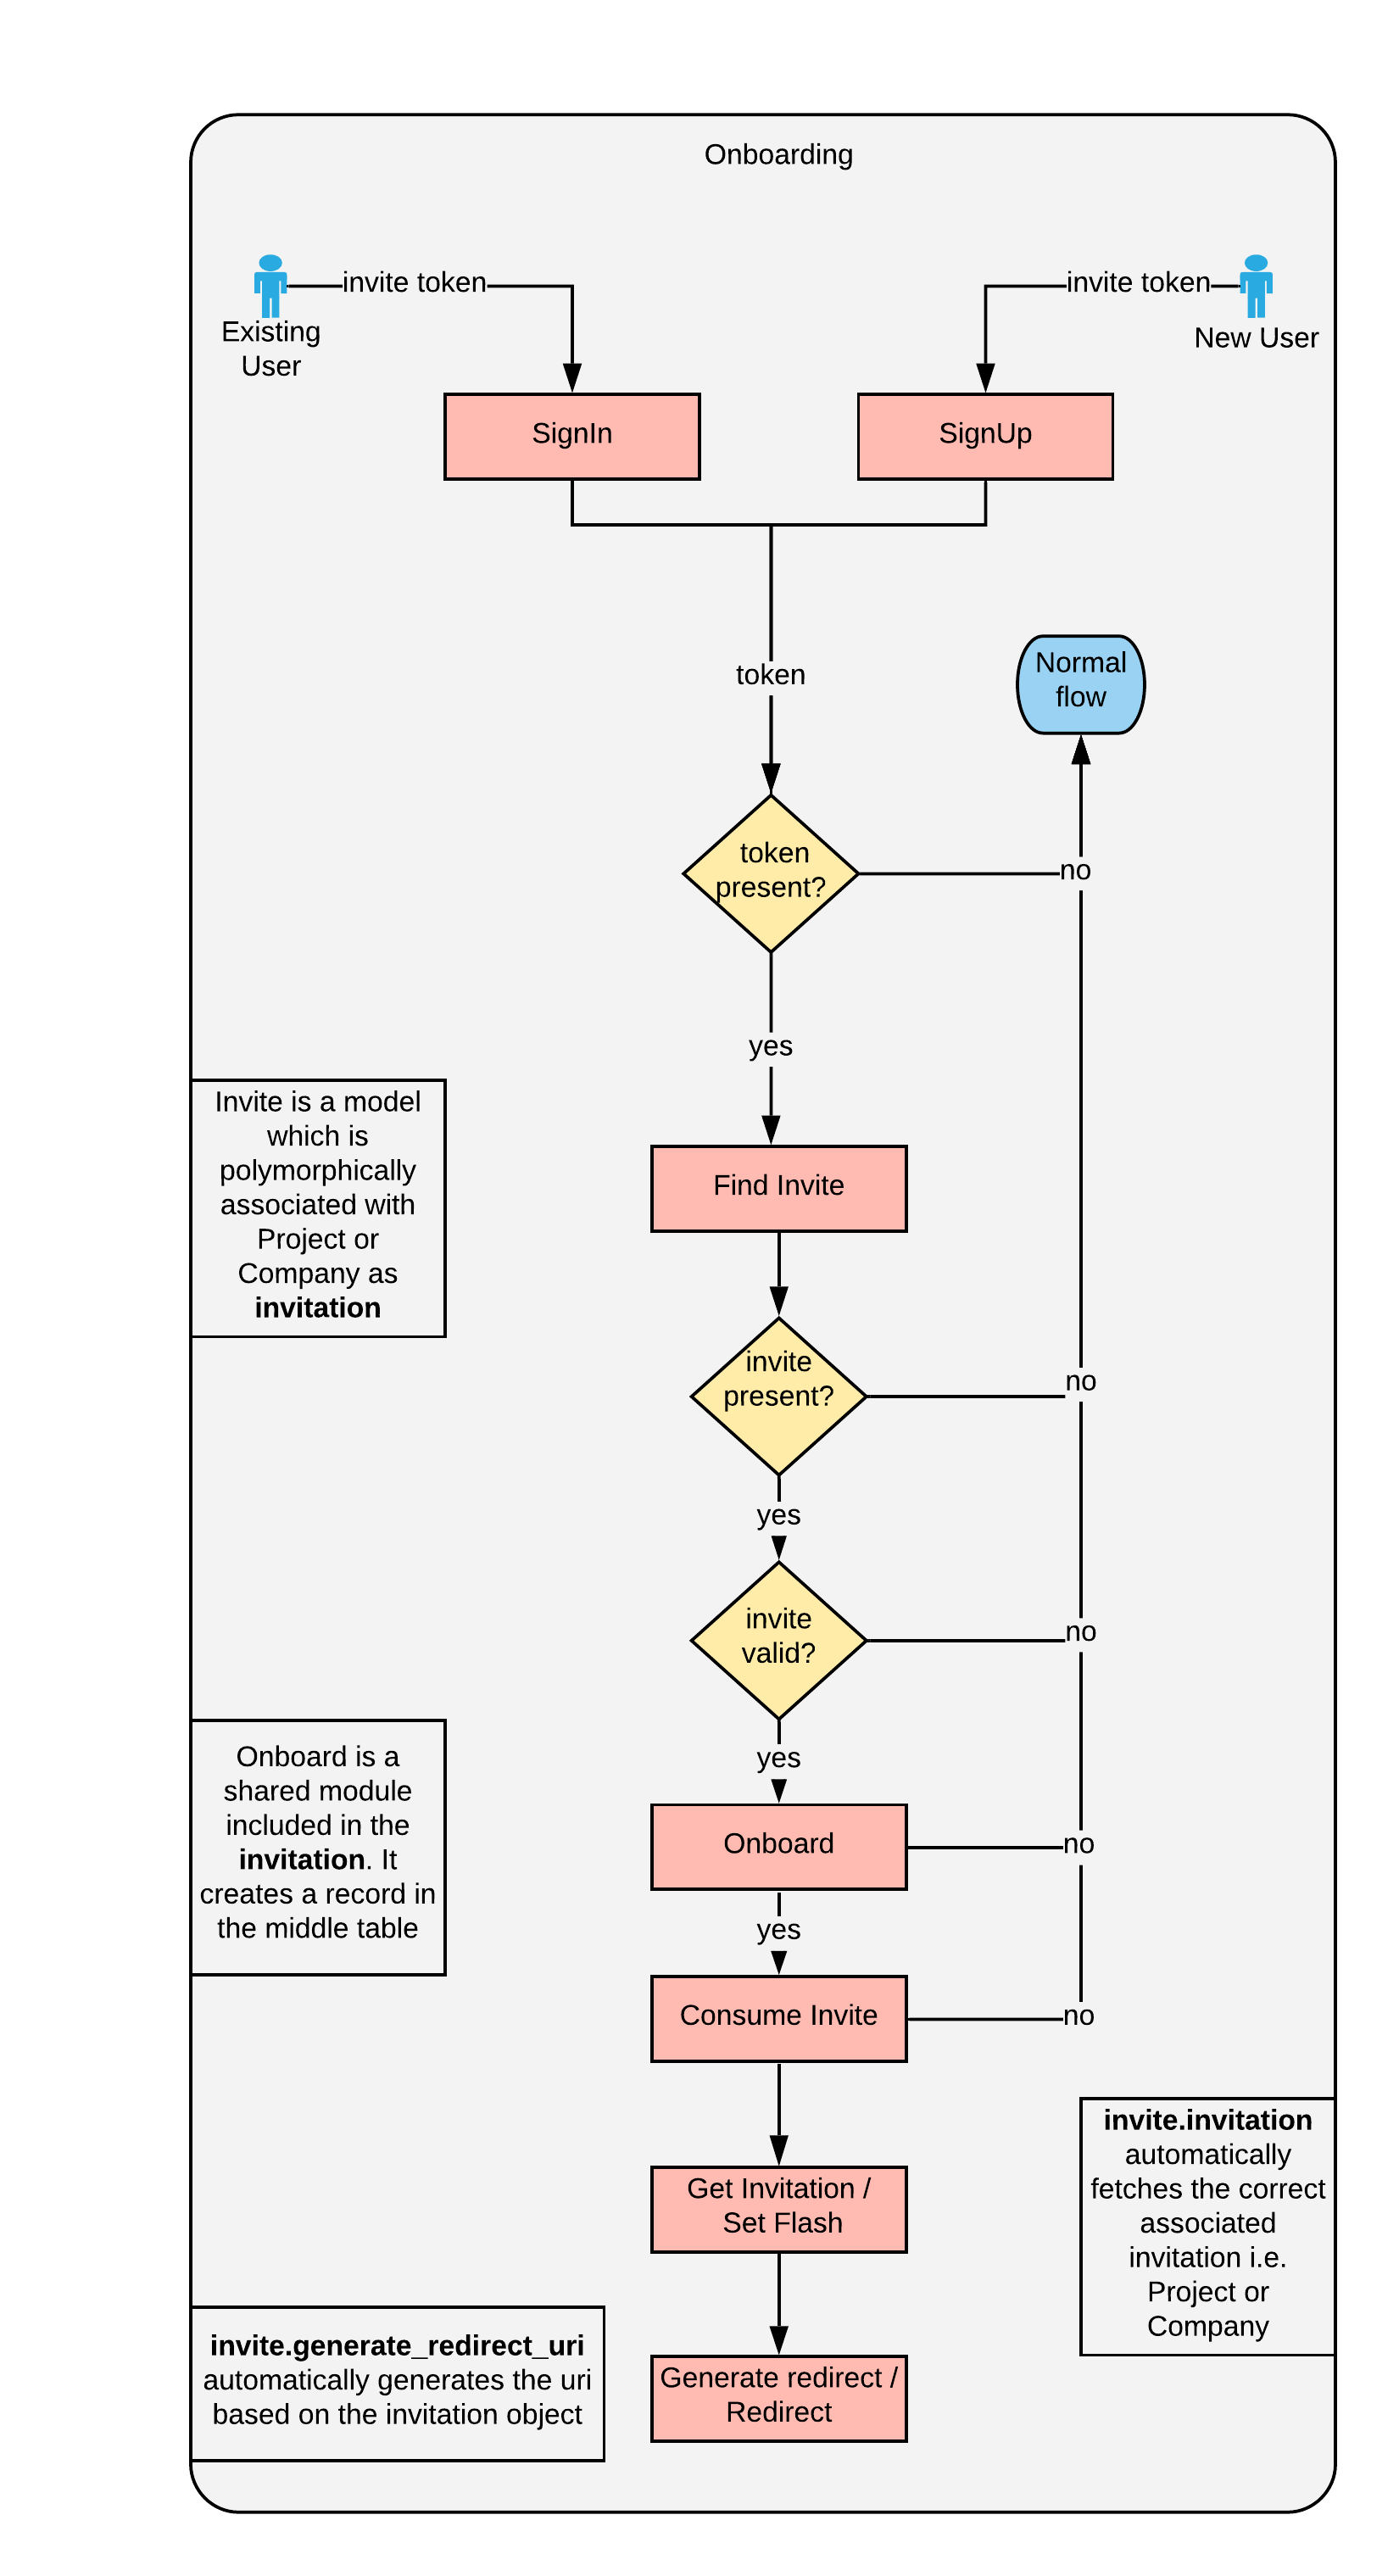 Onboarding
invite token
invite token
Existing
User
New User
SignIn
SignUp
token
Normal
flow
token
present?
no
yes
Invite is a model
which is
polymorphically
associated with
Project or
Company as
invitation
Find Invite
invite
present?
no
yes
invite
valid?
no
yes
Onboard is a
shared module
included in the
invitation. It
creates a record in
the middle table
Onboard
no
yes
Consume Invite
no
invite.invitation
automatically
fetches the correct
associated
invitation i.e.
Project or
Company
Get Invitation /
Set Flash
invite.generate_redirect_uri
automatically generates the uri
based on the invitation object
Generate redirect /
Redirect